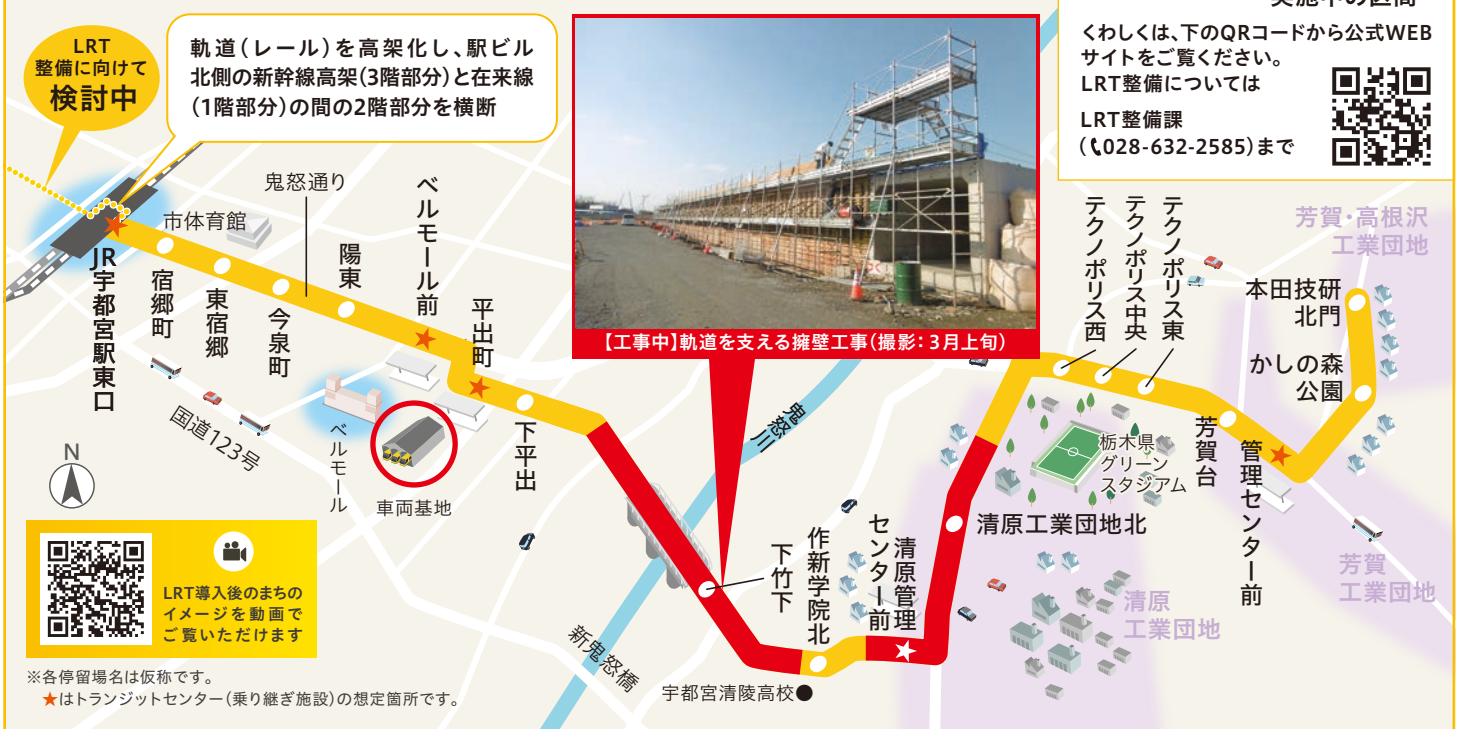 実施中の区間
くわしくは、下のQRコードから公式WEB
サイトをご覧ください。
LRT整備については
LRT整備課
(028-632-2585)まで
LRT
整備に向けて
検討中
軌道(レール)を高架化し、駅ビル
北側の新幹線高架(3階部分)と在来線
(1階部分)の間の2階部分を横断
【工事中】軌道を支える擁壁工事(撮影：3月上旬)
JR宇都宮駅東口
市体育館
宿郷町
東宿郷
鬼怒通り
今泉町
陽東
ベルモール前
平出町
下平出
国道123号
ベルモール
車両基地
鬼怒川
新鬼怒橋
下竹下
作新学院北
宇都宮清陵高校●
清原管理
センター前
清原工業団地北
清原
工業団地
栃木県
グリーン
スタジアム
テクノポリス西
テクノポリス中央
テクノポリス東
芳賀台
管理センター前
芳賀
工業団地
かしの森
公園
本田技研
北門
芳賀・高根沢
工業団地
N
LRT導入後のまちの
イメージを動画で
ご覧いただけます
※各停留場名は仮称です。
★はトランジットセンター(乗り継ぎ施設)の想定箇所です。